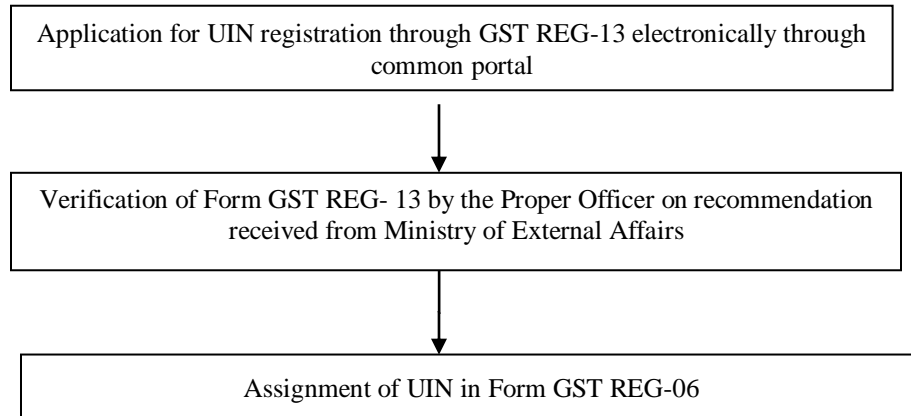 Application for UIN registration through GST REG-13 electronically through
common portal
Verification of Form GST REG- 13 by the Proper Officer on recommendation
received from Ministry of External Affairs
Assignment of UIN in Form GST REG-06